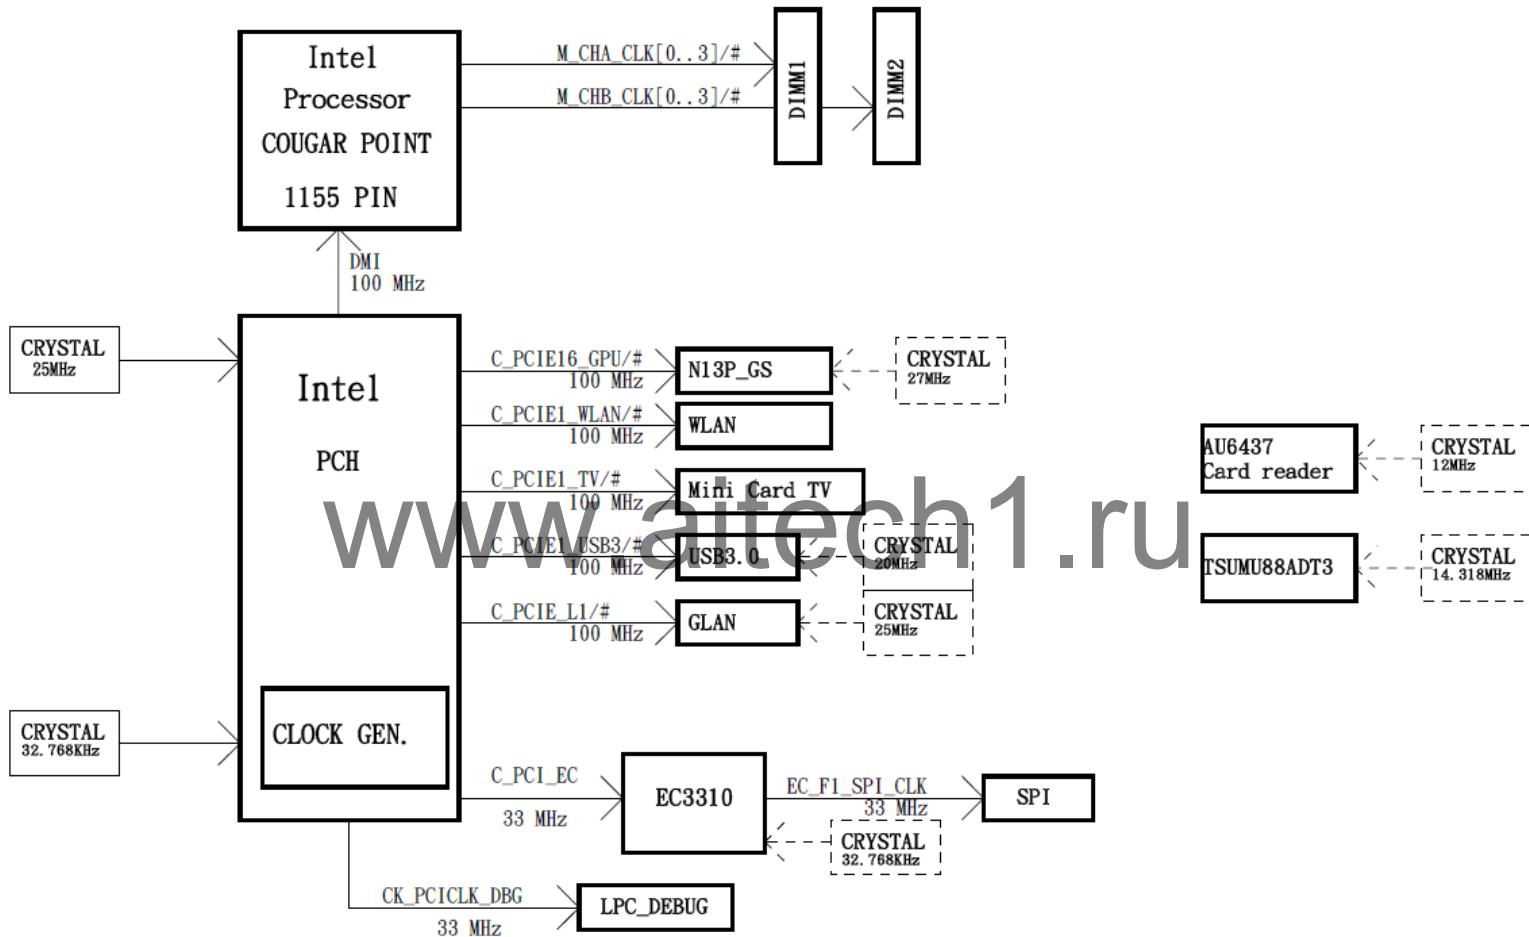 Intel
Processor
COUGAR POINT
1155 PIN
M_CHA_CLK[0..3]/#
M_CHB_CLK[0..3]/#
DIMM1
DIMM2
DMI
100 MHz
CRYSTAL
25MHz
Intel
PCH
C_PCIE16_GPU/#
100 MHz
N13P_GS
CRYSTAL
27MHz
C_PCIE1_WLAN/#
100 MHz
WLAN
C_PCIE1_TV/#
100 MHz
Mini Card TV
C_PCIE1_USB3/#
100 MHz
USB3.0
CRYSTAL
20MHz
C_PCIE_L1/#
100 MHz
GLAN
CRYSTAL
25MHz
AU6437
Card reader
CRYSTAL
12MHz
TSUMU88ADT3
CRYSTAL
14.318MHz
www.aitech1.ru
CRYSTAL
32.768KHz
CLOCK GEN.
C_PCI_EC
33 MHz
EC3310
EC_F1_SPI_CLK
33 MHz
SPI
CRYSTAL
32.768KHz
CK_PCICLK_DBG
33 MHz
LPC_DEBUG